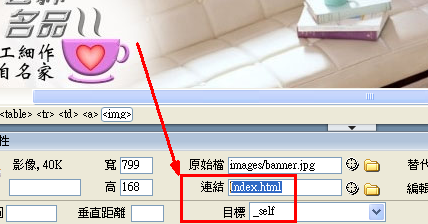 名品
工細作
自名家
<table> <tr> <td> <a> <img>
性
影像, 40K
寬 799
原始檔 images/banner.jpg
替代
高 168
連結 index.html
編輯
垂直距離
目標 _self